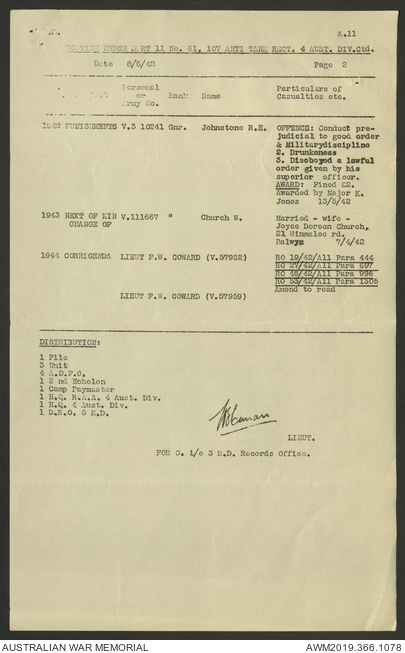 A.11
ROUTINE ORDER PART 11 No. 61, 107 ANTI TANK REGT. 4 AUST. DIV.Ctd.
Date 8/6/42 Page 2
Personal or Army No. Rank Name Particulars of Casualties etc.
1942 PUNISHMENTS V.3 10241 Gnr. Johnstone R.E. OFFENCE: Conduct pre-
judicial to good order
& Militarydiscipline
2. Drunkeness
3. Disobeyed a lawful
order given by his
superior officer.
AWARD: Fined £2.
Awarded by Major K.
Jones 13/5/42
1943 NEXT OF KIN V.111667 " Church W. Married - wife -
CHANGE OF Joyce Doreen Church,
21 Winmalee rd.
Balwyn 7/4/42
1944 CORRIGENDA LIEUT P.W. COWARD (V.57952) RO 19/42/All Para 444
RO 27/42/All Para 697
RO 48/42/All Para 996
RO 53/42/All Para 1305
Amend to read
LIEUT F.W. COWARD (V.57959)
DISTRIBUTION:
1 File
3 Unit
4 A.D.F.O.
1 2 nd Echelon
1 Camp Paymaster
1 H.Q. R.A.A. 4 Aust. Div.
1 H.Q. 4 Aust. Div.
1 D.R.O. 3 M.D.
LIEUT.
FOR O. i/c 3 M.D. Records Office.
AUSTRALIAN WAR MEMORIAL AWM2019.366.1078